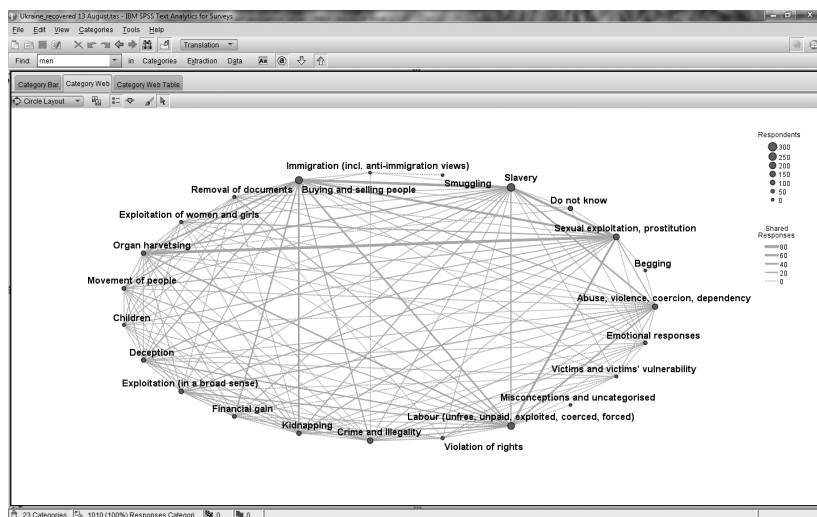 Ukraine_recovered 13 August.tas - IBM SPSS Text Analytics for Surveys
File Edit View Categories Tools Help
Translation
Find: men in Categories Extraction Data Aa @
Category Bar Category Web Category Web Table
Circle Layout
Respondents
300
250
200
150
100
50
0
Shared
Responses
80
60
40
20
0
Immigration (incl. anti-immigration views)
Smuggling
Slavery
Removal of documents
Buying and selling people
Do not know
Exploitation of women and girls
Sexual exploitation, prostitution
Organ harvetsing
Begging
Movement of people
Abuse, violence, coercion, dependency
Children
Emotional responses
Deception
Victims and victims' vulnerability
Exploitation (in a broad sense)
Misconceptions and uncategorised
Financial gain
Labour (unfree, unpaid, exploited, coerced, forced)
Kidnapping
Crime and illegality
Violation of rights
23 Categories 1010 (100%) Responses Categori 0 0